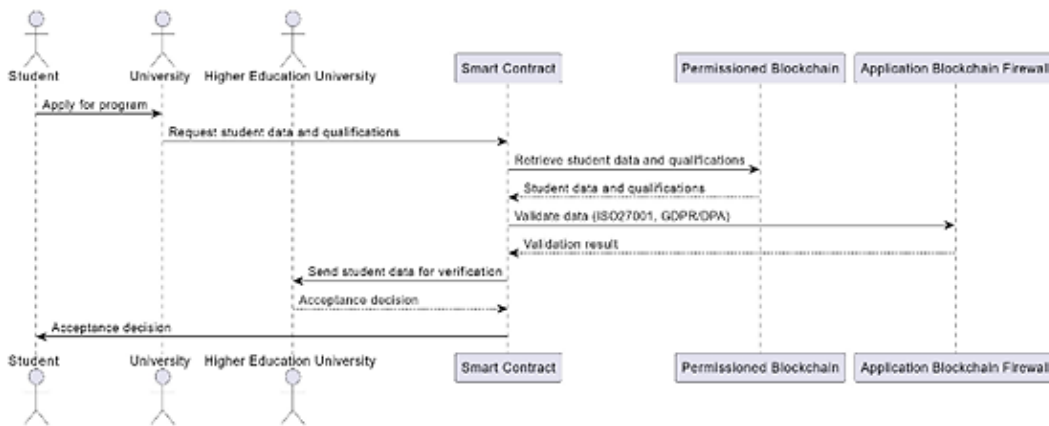 Student University Higher Education University Smart Contract Permissioned Blockchain Application Blockchain Firewall
Apply for program
Request student data and qualifications
Retrieve student data and qualifications
Student data and qualifications
Validate data (ISO27001, GDPR/DPA)
Validation result
Send student data for verification
Acceptance decision
Acceptance decision
Student University Higher Education University Smart Contract Permissioned Blockchain Application Blockchain Firewall